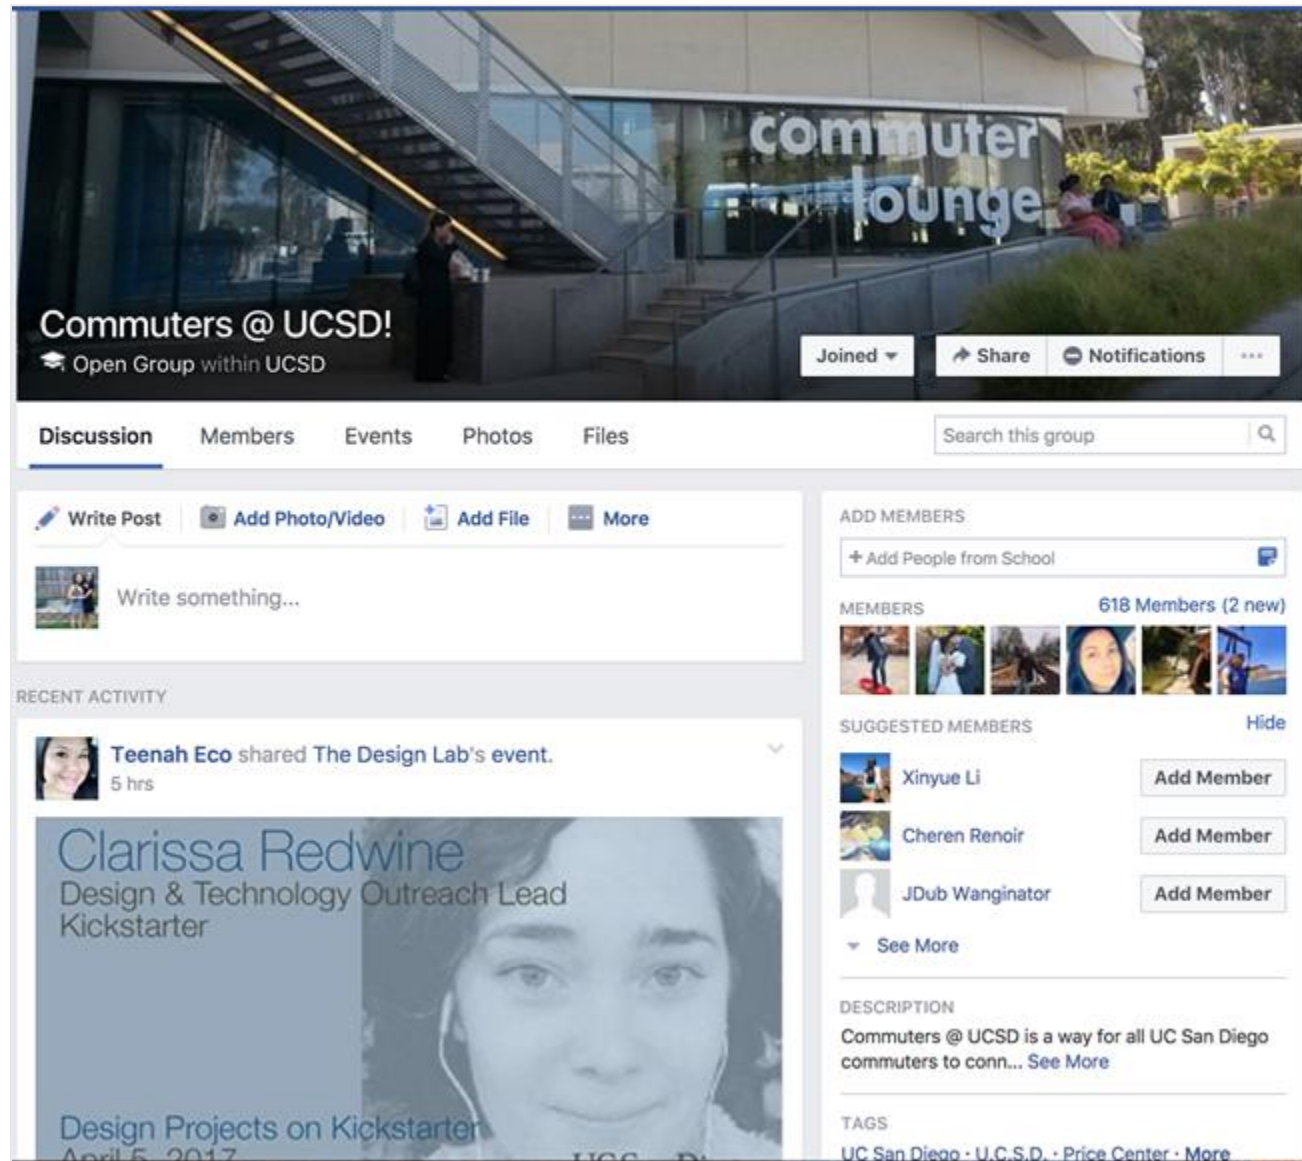 commuter
lounge
Commuters @ UCSD!
Open Group within UCSD
Joined
Share
Notifications
Discussion
Members
Events
Photos
Files
Search this group
Write Post
Add Photo/Video
Add File
More
Write something...
RECENT ACTIVITY
Teenah Eco shared The Design Lab's event.
5 hrs
Clarissa Redwine
Design & Technology Outreach Lead
Kickstarter
Design Projects on Kickstarter
April 5, 2017
ADD MEMBERS
+ Add People from School
MEMBERS
618 Members (2 new)
SUGGESTED MEMBERS
Hide
Xinyue Li
Add Member
Cheren Renoir
Add Member
JDub Wanginator
Add Member
See More
DESCRIPTION
Commuters @ UCSD is a way for all UC San Diego
commuters to conn... See More
TAGS
UC San Diego · U.C.S.D. · Price Center · More